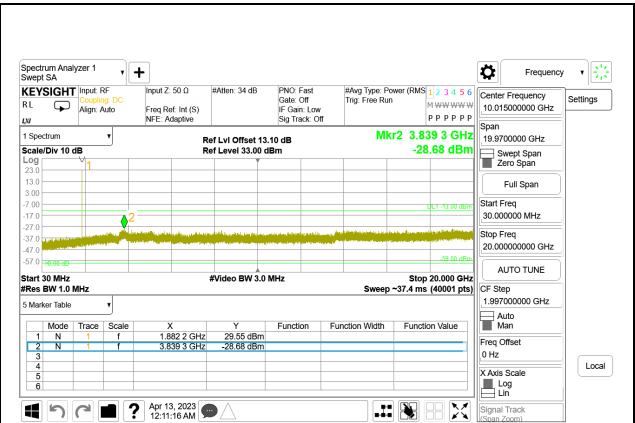 Spectrum Analyzer 1
Swept SA
Frequency
KEYSIGHT Input: RF Input Z: 50 Ω #Atten: 34 dB PNO: Fast #Avg Type: Power (RMS 1 2 3 4 5 6
RL Coupling: DC Gate: Off Trig: Free Run M W W W W W
Align: Auto Freq Ref: Int (S) IF Gain: Low
NFE: Adaptive Sig Track: Off P P P P P P
Center Frequency
10.015000000 GHz
Settings
Span
19.9700000 GHz
Swept Span
Zero Span
Full Span
Start Freq
30.000000 MHz
Stop Freq
20.000000000 GHz
AUTO TUNE
CF Step
1.997000000 GHz
Auto
Man
Freq Offset
0 Hz
X Axis Scale
Log
Lin
Local
Signal Track
(Span Zoom)
1 Spectrum
Ref Lvl Offset 13.10 dB
Mkr2 3.839 3 GHz
Scale/Div 10 dB
Ref Level 33.00 dBm
-28.68 dBm
Log
1
23.0
13.0
3.00
-7.00
DL1 -13.00 dBm
-17.0
2
-27.0
-37.0
-47.0
-57.0
Start 30 MHz
#Video BW 3.0 MHz
Stop 20.000 GHz
#Res BW 1.0 MHz
Sweep ~37.4 ms (40001 pts)
5 Marker Table
Mode Trace Scale X Y Function Function Width Function Value
1 N 1 f 1.882 2 GHz 29.55 dBm
2 N 1 f 3.839 3 GHz -28.68 dBm
3
4
5
6
?
Apr 13, 2023
12:11:16 AM